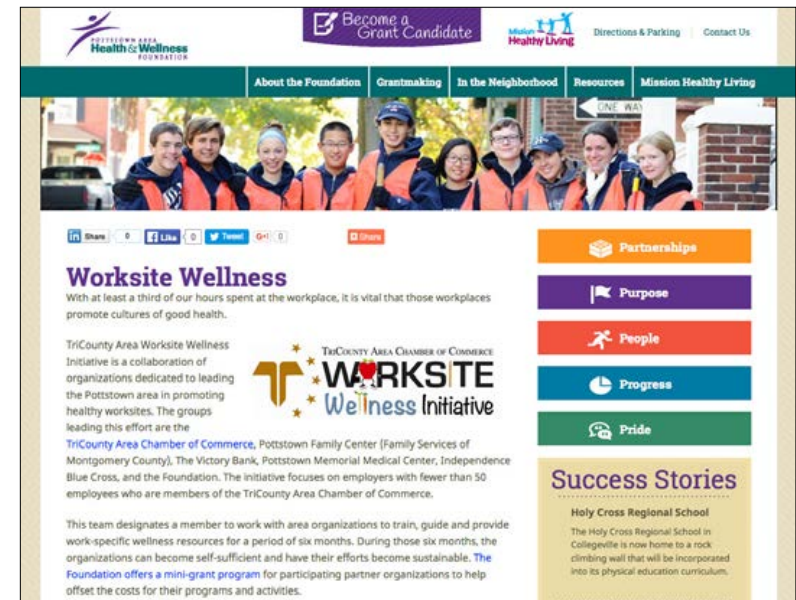 POTTSTOWN AREA
Health & Wellness
FOUNDATION
Become a
Grant Candidate
Mission
Healthy Living
Directions & Parking
Contact Us
About the Foundation
Grantmaking
In the Neighborhood
Resources
Mission Healthy Living
ONE WAY
in Share 0
f Like 0
Tweet
G+1 0
Share
Worksite Wellness
With at least a third of our hours spent at the workplace, it is vital that those workplaces
promote cultures of good health.
TriCounty Area Worksite Wellness
Initiative is a collaboration of
organizations dedicated to leading
the Pottstown area in promoting
healthy worksites. The groups
leading this effort are the
TriCounty Area Chamber of Commerce, Pottstown Family Center (Family Services of
Montgomery County), The Victory Bank, Pottstown Memorial Medical Center, Independence
Blue Cross, and the Foundation. The initiative focuses on employers with fewer than 50
employees who are members of the TriCounty Area Chamber of Commerce.
TRICOUNTY AREA CHAMBER OF COMMERCE
WORKSITE
Wellness Initiative
This team designates a member to work with area organizations to train, guide and provide
work-specific wellness resources for a period of six months. During those six months, the
organizations can become self-sufficient and have their efforts become sustainable. The
Foundation offers a mini-grant program for participating partner organizations to help
offset the costs for their programs and activities.
Partnerships
Purpose
People
Progress
Pride
Success Stories
Holy Cross Regional School
The Holy Cross Regional School in
Collegeville is now home to a rock
climbing wall that will be incorporated
into its physical education curriculum.